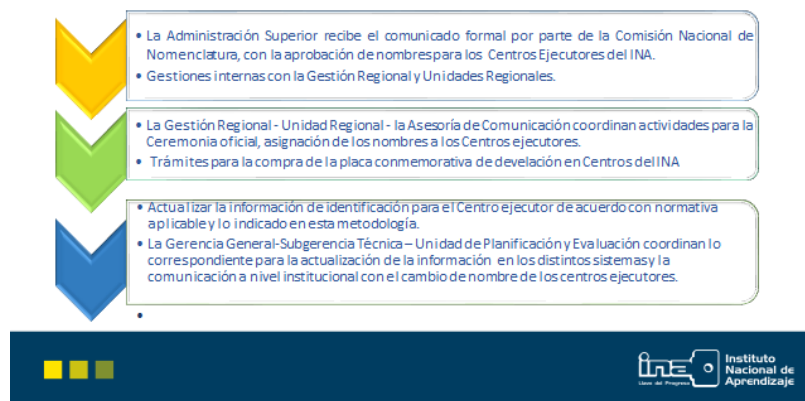 • La Administración Superior recibe el comunicado formal por parte de la Comisión Nacional de
Nomenclatura, con la aprobación de nombrespara los Centros Ejecutores del INA.
• Gestiones internas con la Gestión Regional y Unidades Regionales.
• La Gestión Regional - Unidad Regional - la Asesoría de Comunicación coordinan actividades para la
Ceremonia oficial, asignación de los nombres a los Centros ejecutores.
• Trámites para la compra de la placa conmemorativa de develación en Centros del INA
• Actualizar la información de identificación para el Centro ejecutor de acuerdo con normativa
aplicable y lo indicado en esta metodología.
• La Gerencia General-Subgerencia Técnica – Unidad de Planificación y Evaluación coordinan lo
correspondiente para la actualización de la información en los distintos sistemas y la
comunicación a nivel institucional con el cambio de nombre de los centros ejecutores.
•
ina
Llave del Progreso
Instituto
Nacional de
Aprendizaje